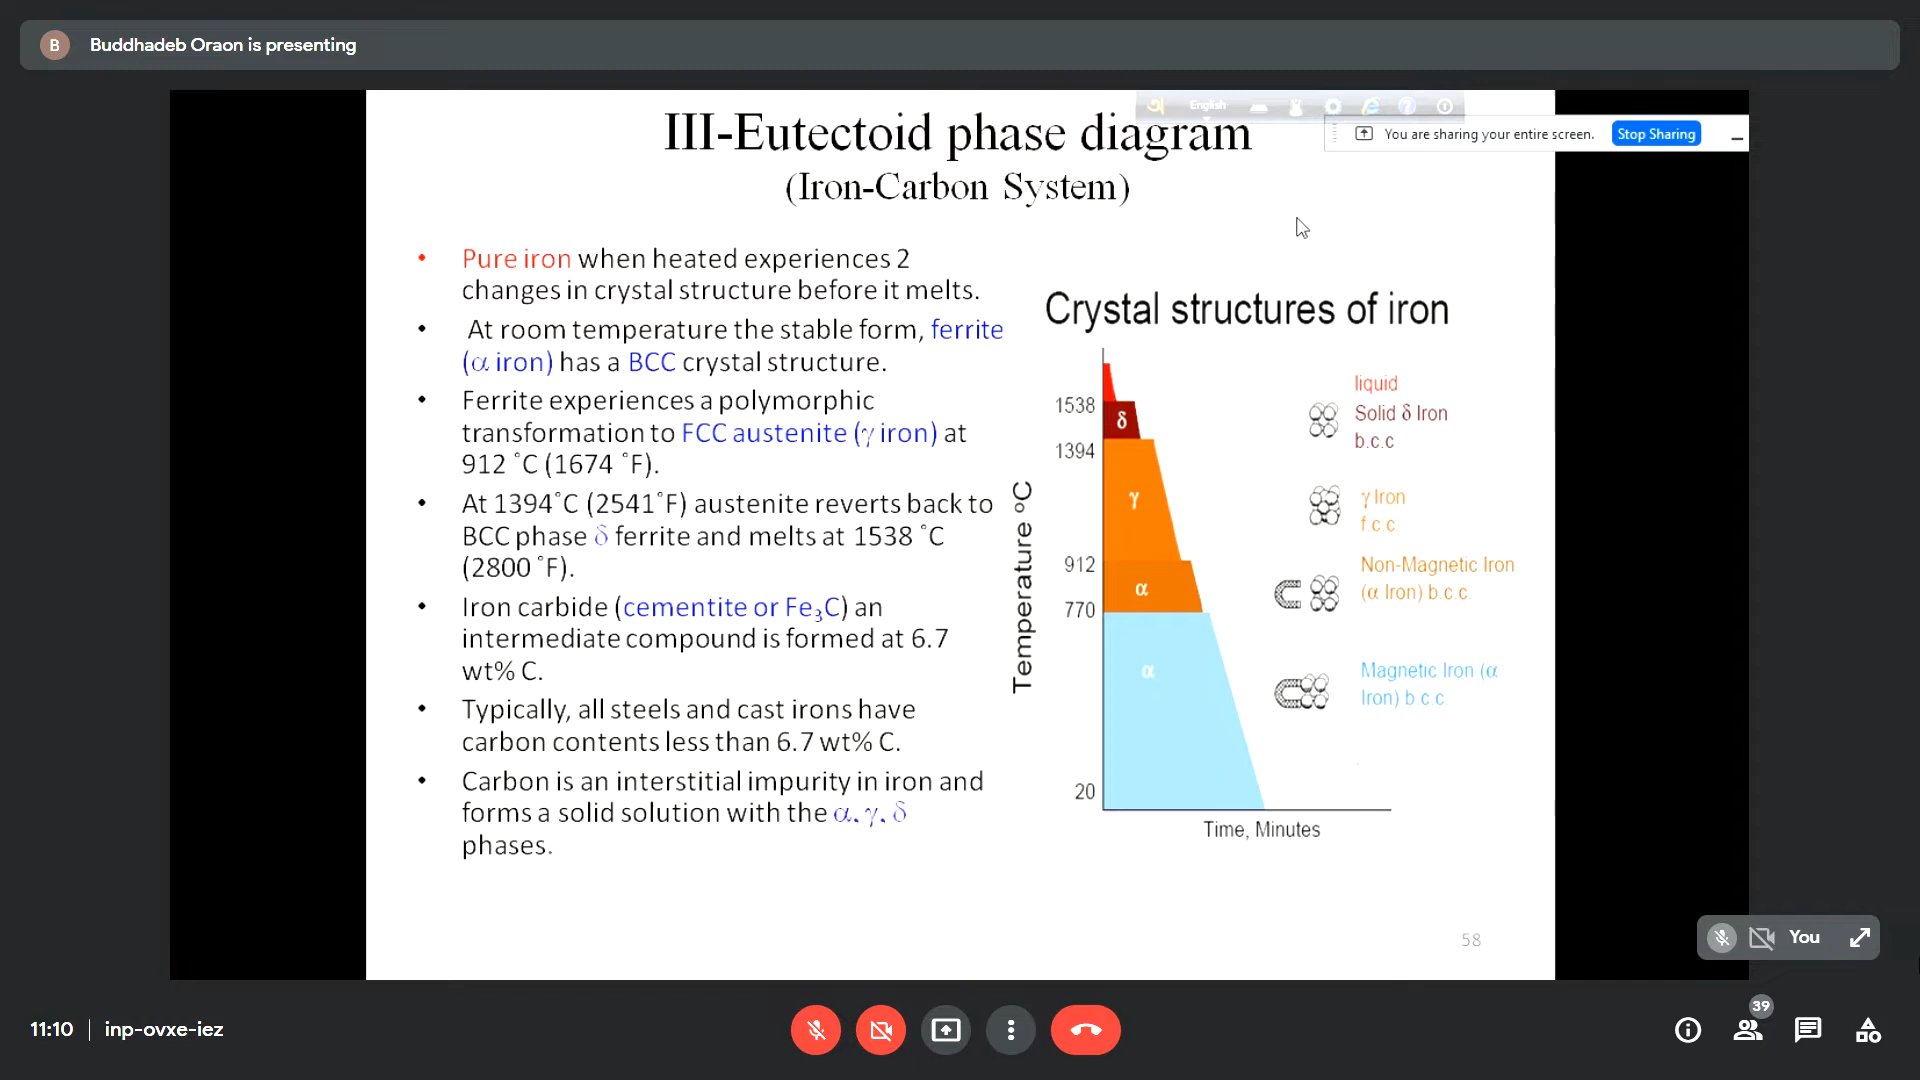 B
Buddhadeb Oraon is presenting
English
You are sharing your entire screen.
Stop Sharing
III-Eutectoid phase diagram
(Iron-Carbon System)
• Pure iron when heated experiences 2
changes in crystal structure before it melts.
• At room temperature the stable form, ferrite
(α iron) has a BCC crystal structure.
• Ferrite experiences a polymorphic
transformation to FCC austenite (γ iron) at
912 ˚C (1674 ˚F).
• At 1394˚C (2541˚F) austenite reverts back to
BCC phase δ ferrite and melts at 1538 ˚C
(2800 ˚F).
• Iron carbide (cementite or Fe₃C) an
intermediate compound is formed at 6.7
wt% C.
• Typically, all steels and cast irons have
carbon contents less than 6.7 wt% C.
• Carbon is an interstitial impurity in iron and
forms a solid solution with the α, γ, δ
phases.
Crystal structures of iron
Temperature ºC
1538
1394
912
770
20
δ
γ
α
α
liquid
Solid δ Iron
b.c.c
γ Iron
f.c.c
Non-Magnetic Iron
(α Iron) b.c.c.
Magnetic Iron (α
Iron) b c.c
Time, Minutes
58
You
11:10 | inp-ovxe-iez
39